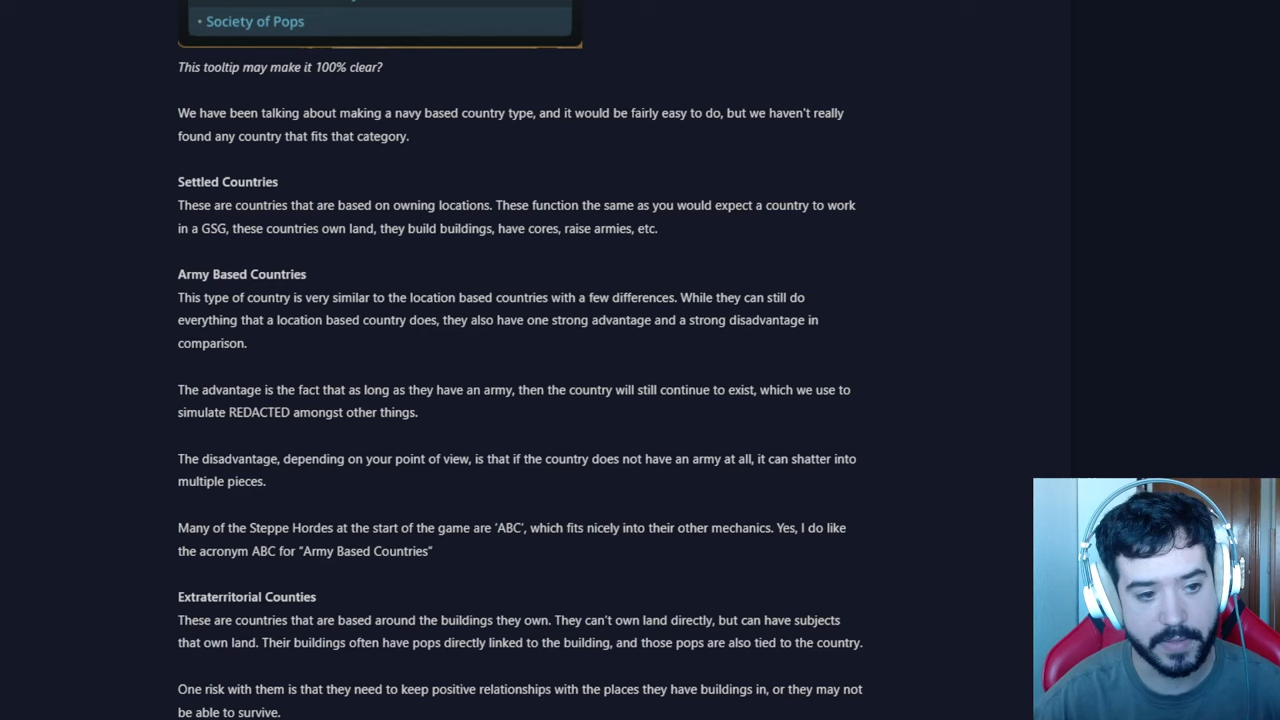 • Society of Pops
This tooltip may make it 100% clear?
We have been talking about making a navy based country type, and it would be fairly easy to do, but we haven't really
found any country that fits that category.
Settled Countries
These are countries that are based on owning locations. These function the same as you would expect a country to work
in a GSG, these countries own land, they build buildings, have cores, raise armies, etc.
Army Based Countries
This type of country is very similar to the location based countries with a few differences. While they can still do
everything that a location based country does, they also have one strong advantage and a strong disadvantage in
comparison.
The advantage is the fact that as long as they have an army, then the country will still continue to exist, which we use to
simulate REDACTED amongst other things.
The disadvantage, depending on your point of view, is that if the country does not have an army at all, it can shatter into
multiple pieces.
Many of the Steppe Hordes at the start of the game are ‘ABC’, which fits nicely into their other mechanics. Yes, I do like
the acronym ABC for “Army Based Countries”
Extraterritorial Counties
These are countries that are based around the buildings they own. They can’t own land directly, but can have subjects
that own land. Their buildings often have pops directly linked to the building, and those pops are also tied to the country.
One risk with them is that they need to keep positive relationships with the places they have buildings in, or they may not
be able to survive.